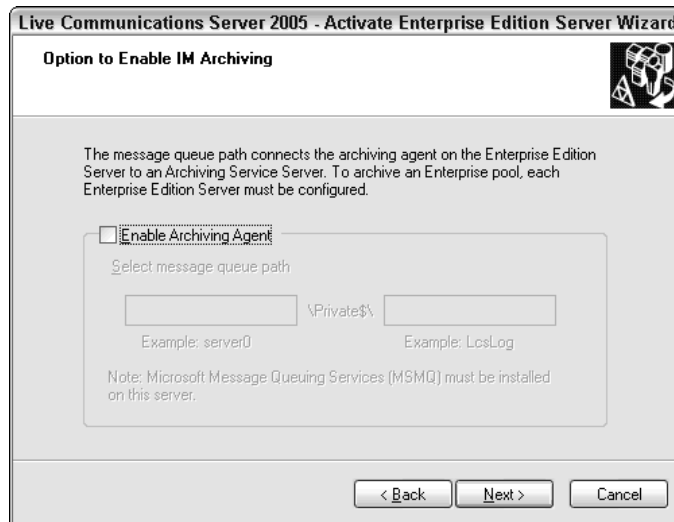 Live Communications Server 2005 - Activate Enterprise Edition Server Wizard
Option to Enable IM Archiving
The message queue path connects the archiving agent on the Enterprise Edition
Server to an Archiving Service Server. To archive an Enterprise pool, each
Enterprise Edition Server must be configured.
Enable Archiving Agent
Select message queue path
\Private$\
Example: server0 Example: LcsLog
Note: Microsoft Message Queuing Services (MSMQ) must be installed
on this server.
< Back Next > Cancel